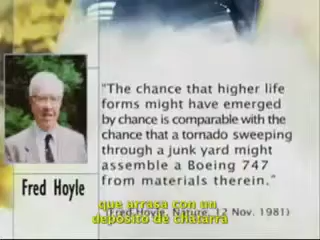 "The chance that higher life
forms might have emerged
by chance is comparable with the
chance that a tornado sweeping
through a junk yard might
assemble a Boeing 747
from materials therein."
(Fred Hoyle, Nature, 12 Nov. 1981)
Fred Hoyle
que arrasa con un
depósito de chatarra